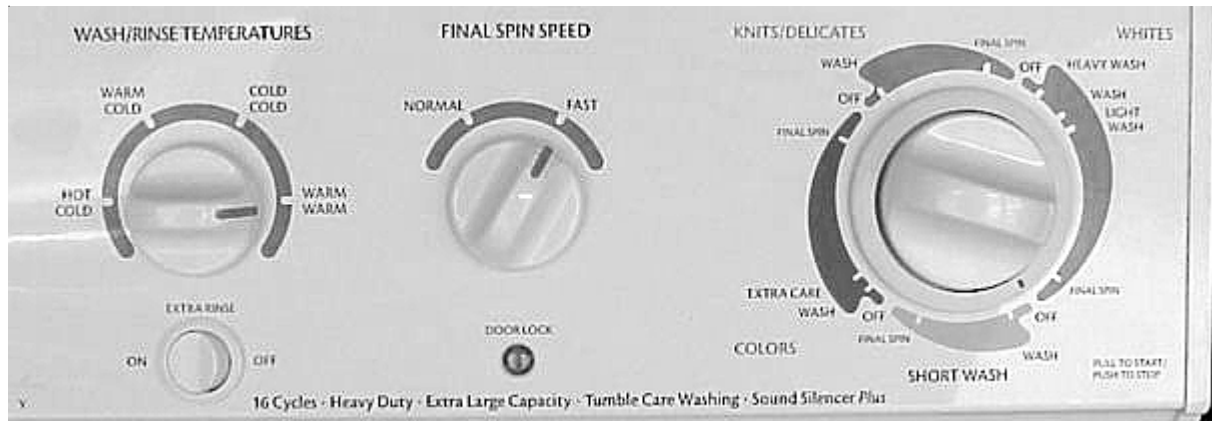 WASH/RINSE TEMPERATURES
WARM
COLD
COLD
COLD
HOT
COLD
WARM
WARM
EXTRA RINSE
ON
OFF
FINAL SPIN SPEED
NORMAL
FAST
DOOR LOCK
KNITS/DELICATES
WHITES
FINAL SPIN
WASH
OFF
HEAVY WASH
WASH
LIGHT
WASH
OFF
FINAL SPIN
EXTRA CARE
WASH
OFF
FINAL SPIN
OFF
FINAL SPIN
WASH
COLORS
SHORT WASH
PULL TO START/
PUSH TO STOP
16 Cycles · Heavy Duty · Extra Large Capacity · Tumble Care Washing · Sound Silencer Plus